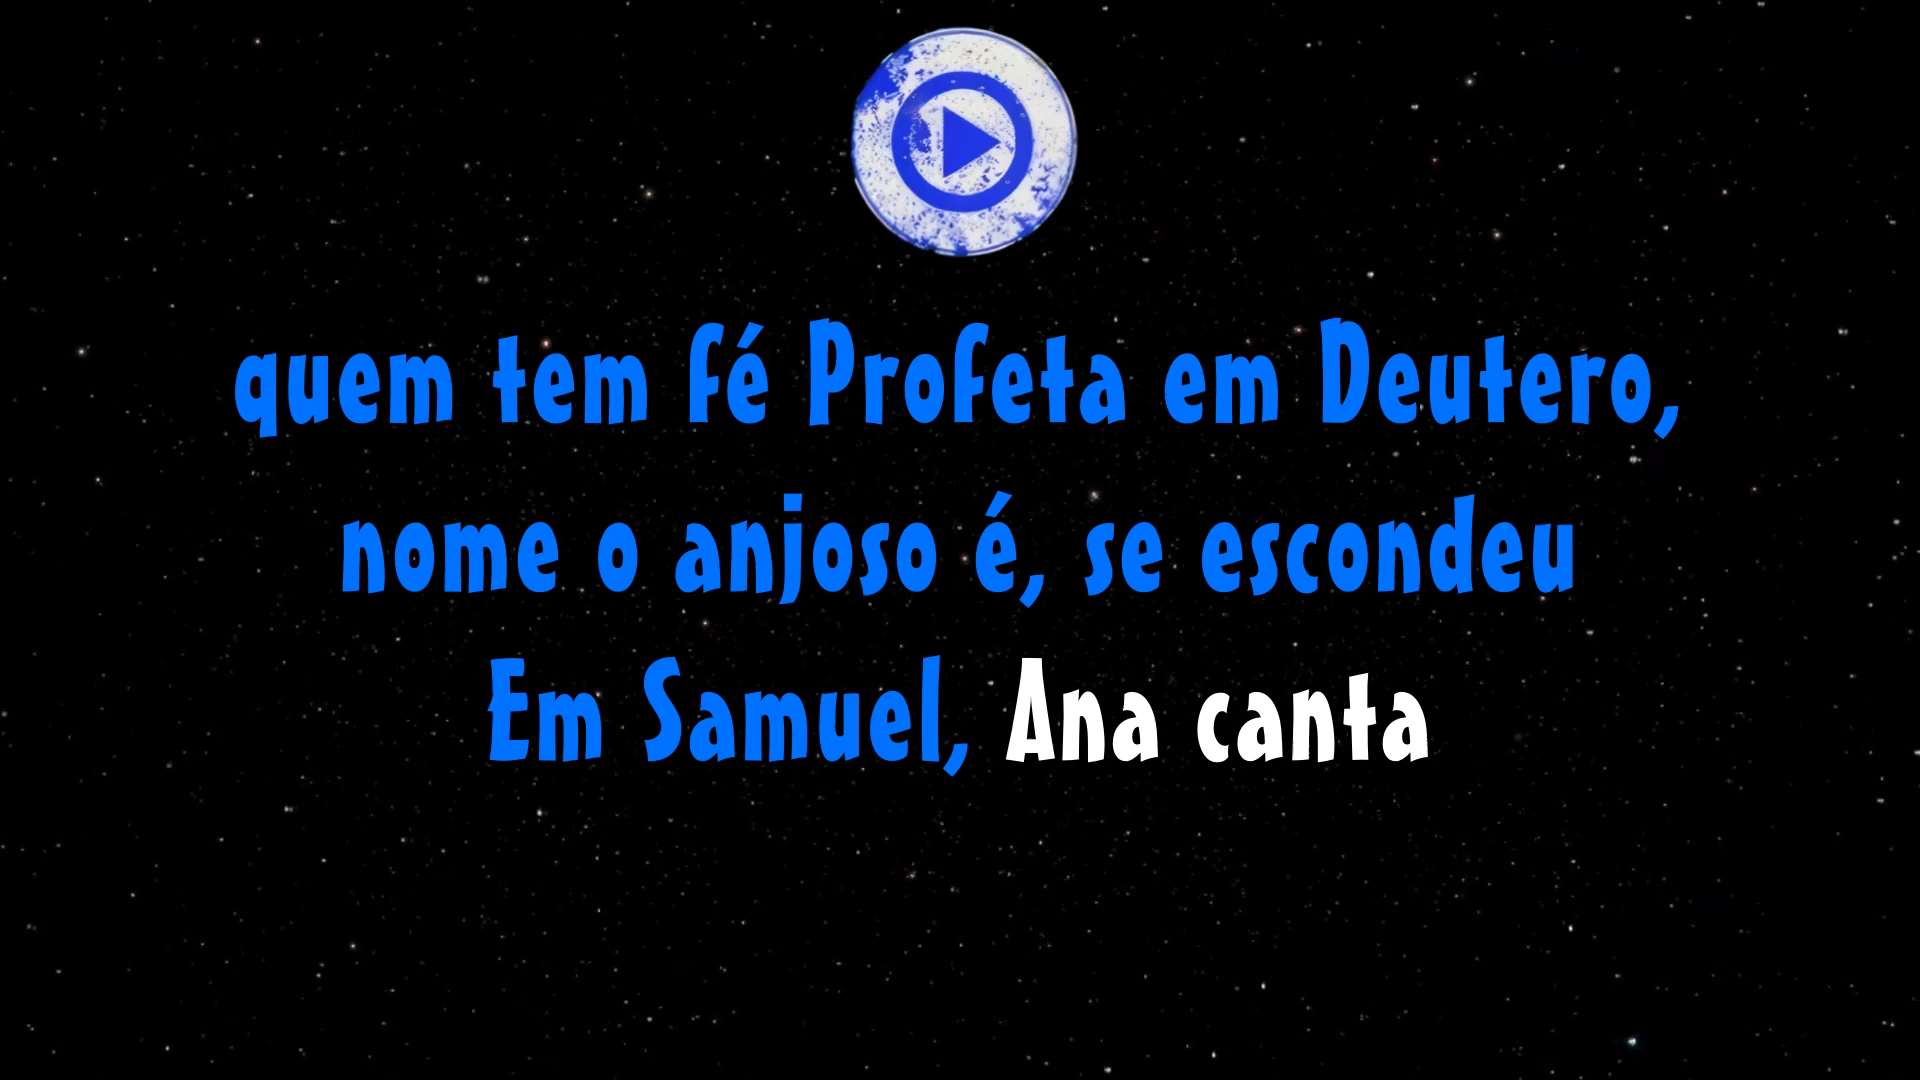 quem tem fé Profeta em Deutero,
nome o anjoso é, se escondeu
Em Samuel, Ana canta